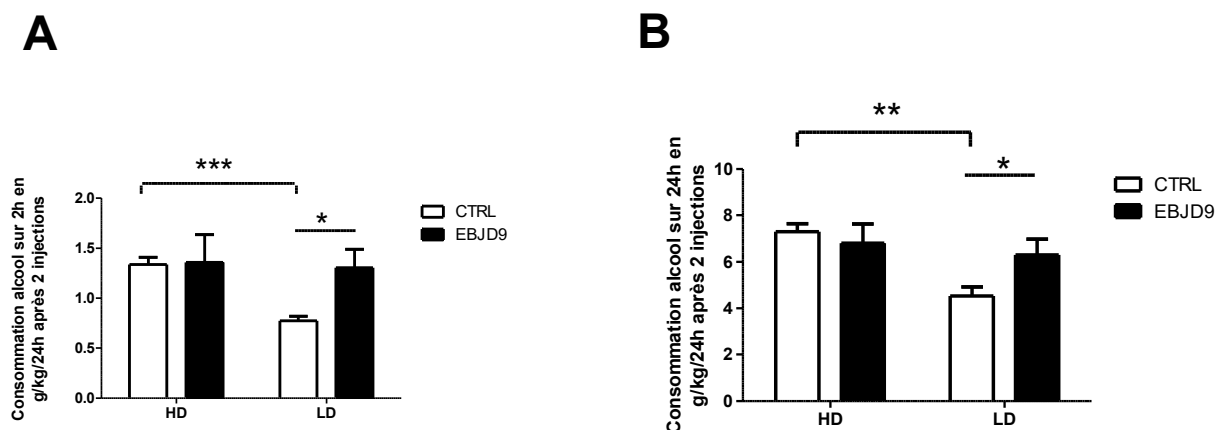 A
Consommation alcool sur 2h en
g/kg/24h après 2 injections
2.0
1.5
1.0
0.5
0.0
***
*
HD
LD
CTRL
EBJD9
B
Consommation alcool sur 24h en
g/kg/24h après 2 injections
10
8
6
4
2
0
**
*
HD
LD
CTRL
EBJD9